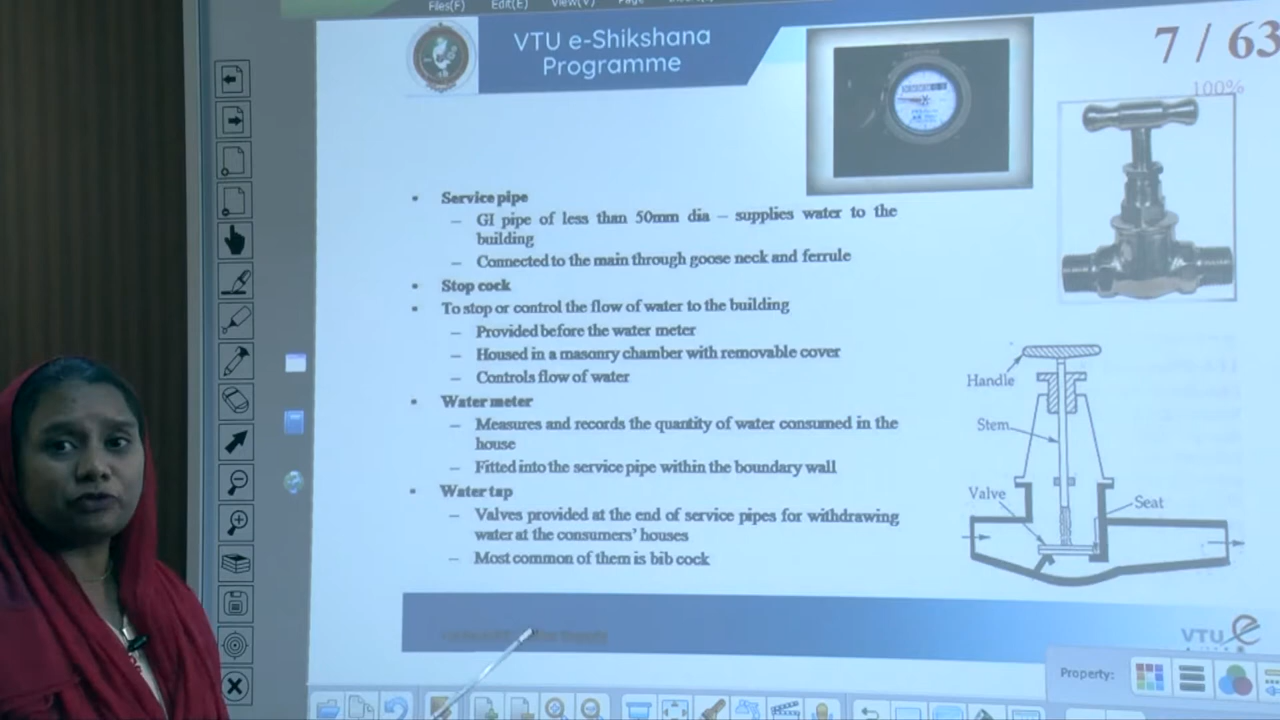 Files(F) Edit(E) View(V) Page
VTU e-Shikshana
Programme
7 / 63
100%
• Service pipe
– GI pipe of less than 50mm dia – supplies water to the
building
– Connected to the main through goose neck and ferrule
• Stop cock
• To stop or control the flow of water to the building
– Provided before the water meter
– Housed in a masonry chamber with removable cover
– Controls flow of water
• Water meter
– Measures and records the quantity of water consumed in the
house
– Fitted into the service pipe within the boundary wall
• Water tap
– Valves provided at the end of service pipes for withdrawing
water at the consumers' houses
– Most common of them is bib cock
Handle
Stem
Valve
Seat
VTU e
Property: